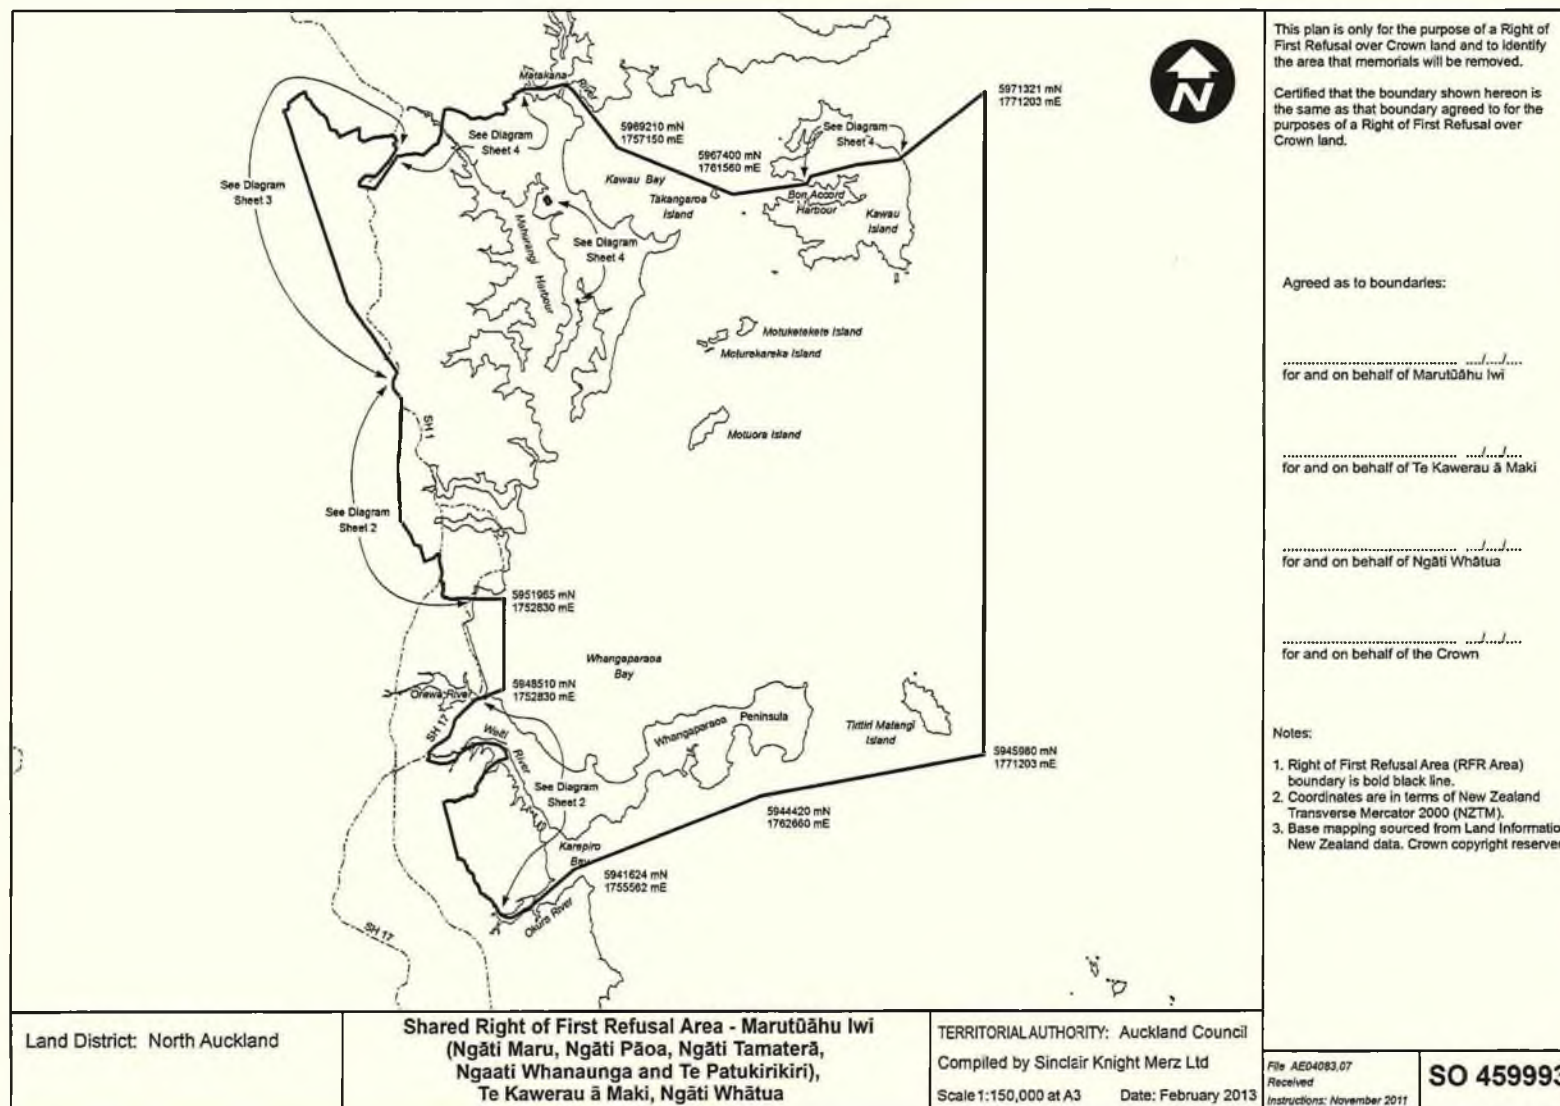 Matakana
River
See Diagram
Sheet 4
5969210 mN
1757150 mE
5967400 mN
1761560 mE
See Diagram
Sheet 4
5971321 mN
1771203 mE
N
See Diagram
Sheet 3
Kawau Bay
Takangaroa
Island
Bon Accord
Harbour
Kawau
Island
Mahurangi Harbour
See Diagram
Sheet 4
Motuketekete Island
Moturekareka Island
Motuora Island
SH 1
See Diagram
Sheet 2
5951965 mN
1752830 mE
Whangaparaoa
Bay
5948510 mN
1752830 mE
Orewa River
SH 17
Weiti River
Whangaparaoa Peninsula
Tiritiri Matangi
Island
5945980 mN
1771203 mE
See Diagram
Sheet 2
5944420 mN
1762660 mE
Karepiro
Bay
5941624 mN
1755562 mE
Okura River
SH 17
This plan is only for the purpose of a Right of
First Refusal over Crown land and to identify
the area that memorials will be removed.
Certified that the boundary shown hereon is
the same as that boundary agreed to for the
purposes of a Right of First Refusal over
Crown land.
Agreed as to boundaries:
.................................................. ..../..../....
for and on behalf of Marutūāhu Iwi
.................................................. ..../..../....
for and on behalf of Te Kawerau ā Maki
.................................................. ..../..../....
for and on behalf of Ngāti Whātua
.................................................. ..../..../....
for and on behalf of the Crown
Notes:
1. Right of First Refusal Area (RFR Area)
boundary is bold black line.
2. Coordinates are in terms of New Zealand
Transverse Mercator 2000 (NZTM).
3. Base mapping sourced from Land Informatio
New Zealand data. Crown copyright reserve
Land District: North Auckland
Shared Right of First Refusal Area - Marutūāhu Iwi
(Ngāti Maru, Ngāti Pāoa, Ngāti Tamaterā,
Ngaati Whanaunga and Te Patukirikiri),
Te Kawerau ā Maki, Ngāti Whātua
TERRITORIAL AUTHORITY: Auckland Council
Compiled by Sinclair Knight Merz Ltd
Scale 1:150,000 at A3 Date: February 2013
File AE04083.07
Received
Instructions: November 2011
SO 459993